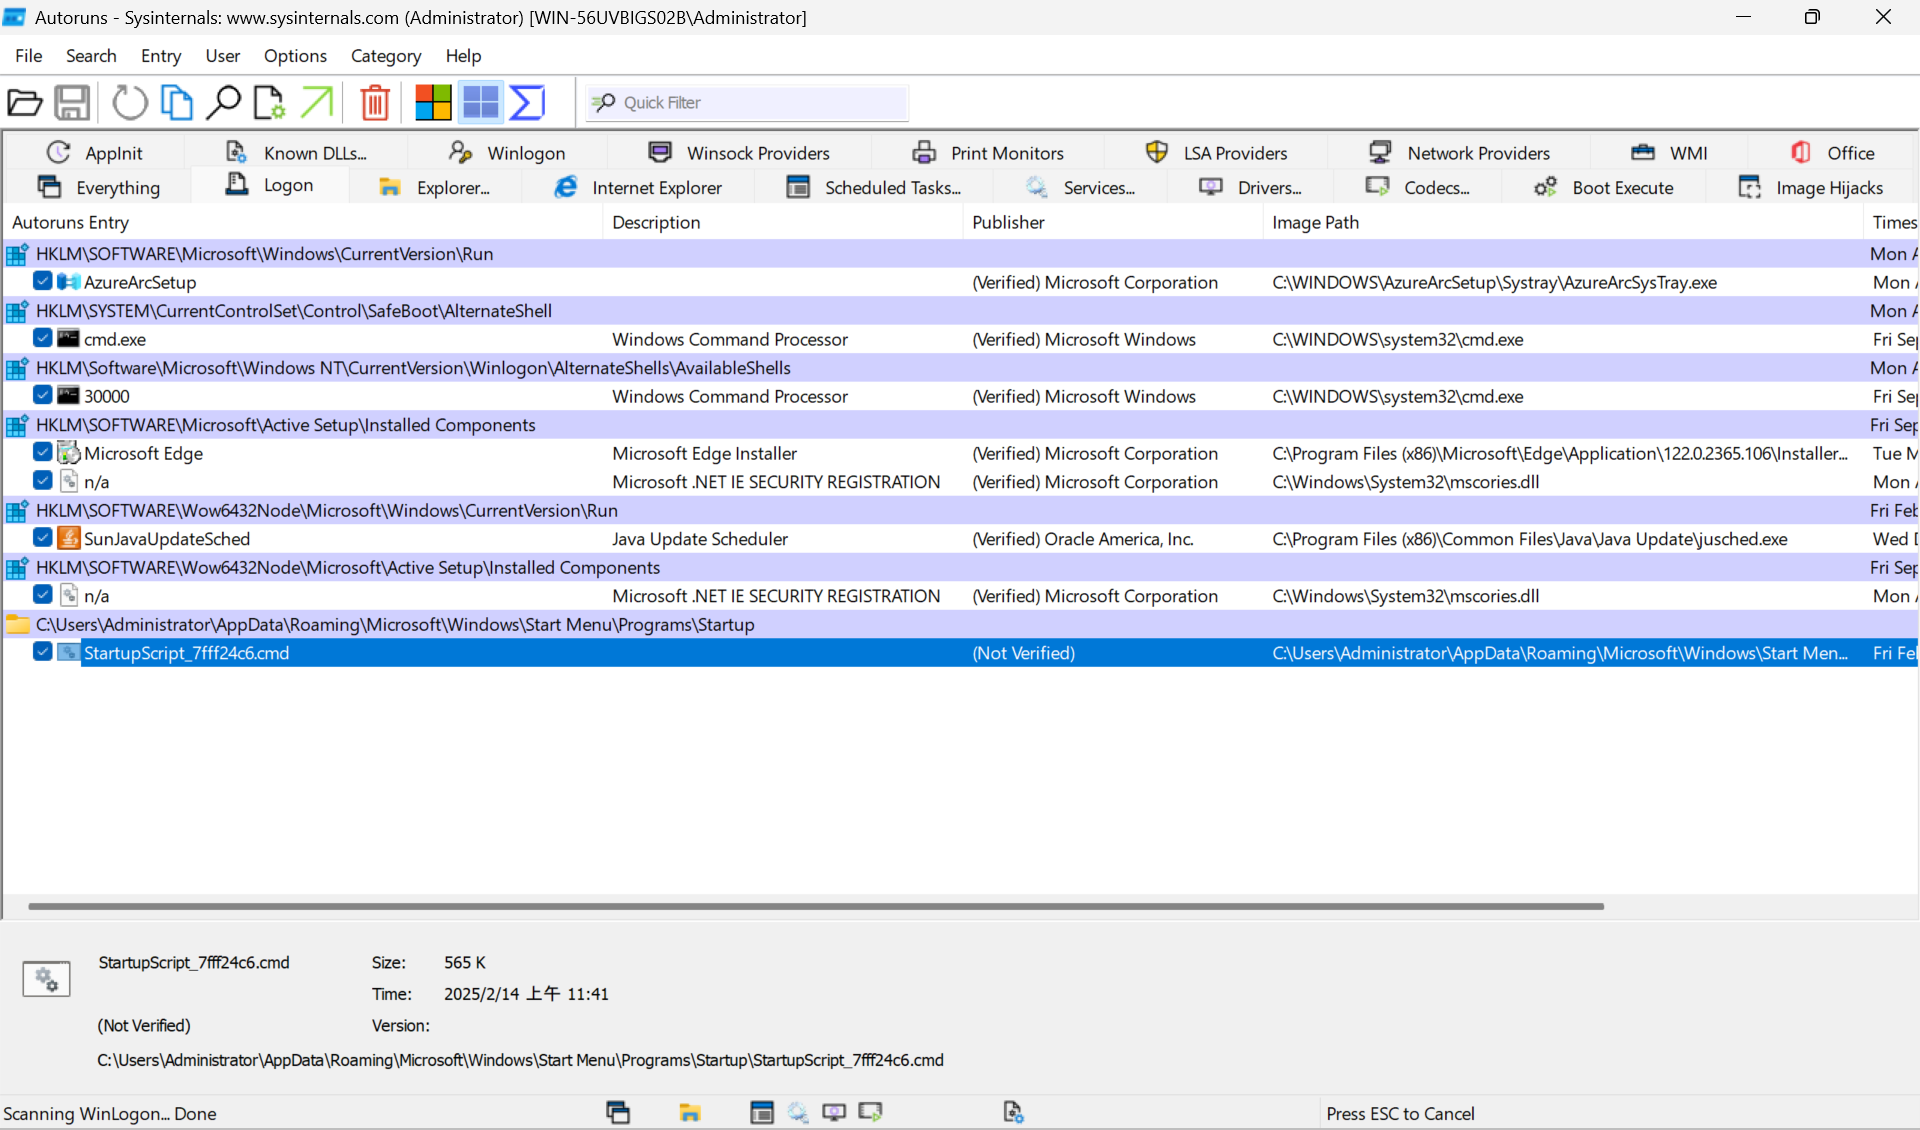 Autoruns - Sysinternals: www.sysinternals.com (Administrator) [WIN-56UVBIGS02B\Administrator]
File Search Entry User Options Category Help
Quick Filter
AppInit Known DLLs... Winlogon Winsock Providers Print Monitors LSA Providers Network Providers WMI Office
Everything Logon Explorer... Internet Explorer Scheduled Tasks... Services... Drivers... Codecs... Boot Execute Image Hijacks
Autoruns Entry Description Publisher Image Path Times
HKLM\SOFTWARE\Microsoft\Windows\CurrentVersion\Run Mon
AzureArcSetup (Verified) Microsoft Corporation C:\WINDOWS\AzureArcSetup\Systray\AzureArcSysTray.exe Mon
HKLM\SYSTEM\CurrentControlSet\Control\SafeBoot\AlternateShell Mon
cmd.exe Windows Command Processor (Verified) Microsoft Windows C:\WINDOWS\system32\cmd.exe Fri Sep
HKLM\Software\Microsoft\Windows NT\CurrentVersion\Winlogon\AlternateShells\AvailableShells Mon
30000 Windows Command Processor (Verified) Microsoft Windows C:\WINDOWS\system32\cmd.exe Fri Sep
HKLM\SOFTWARE\Microsoft\Active Setup\Installed Components Fri Sep
Microsoft Edge Microsoft Edge Installer (Verified) Microsoft Corporation C:\Program Files (x86)\Microsoft\Edge\Application\122.0.2365.106\Installer... Tue
n/a Microsoft .NET IE SECURITY REGISTRATION (Verified) Microsoft Corporation C:\Windows\System32\mscories.dll Mon
HKLM\SOFTWARE\Wow6432Node\Microsoft\Windows\CurrentVersion\Run Fri Feb
SunJavaUpdateSched Java Update Scheduler (Verified) Oracle America, Inc. C:\Program Files (x86)\Common Files\Java\Java Update\jusched.exe Wed
HKLM\SOFTWARE\Wow6432Node\Microsoft\Active Setup\Installed Components Fri Sep
n/a Microsoft .NET IE SECURITY REGISTRATION (Verified) Microsoft Corporation C:\Windows\System32\mscories.dll Mon
C:\Users\Administrator\AppData\Roaming\Microsoft\Windows\Start Menu\Programs\Startup
StartupScript_7fff24c6.cmd (Not Verified) C:\Users\Administrator\AppData\Roaming\Microsoft\Windows\Start Men... Fri Feb
StartupScript_7fff24c6.cmd Size: 565 K
Time: 2025/2/14 上午 11:41
(Not Verified) Version:
C:\Users\Administrator\AppData\Roaming\Microsoft\Windows\Start Menu\Programs\Startup\StartupScript_7fff24c6.cmd
Scanning WinLogon... Done Press ESC to Cancel